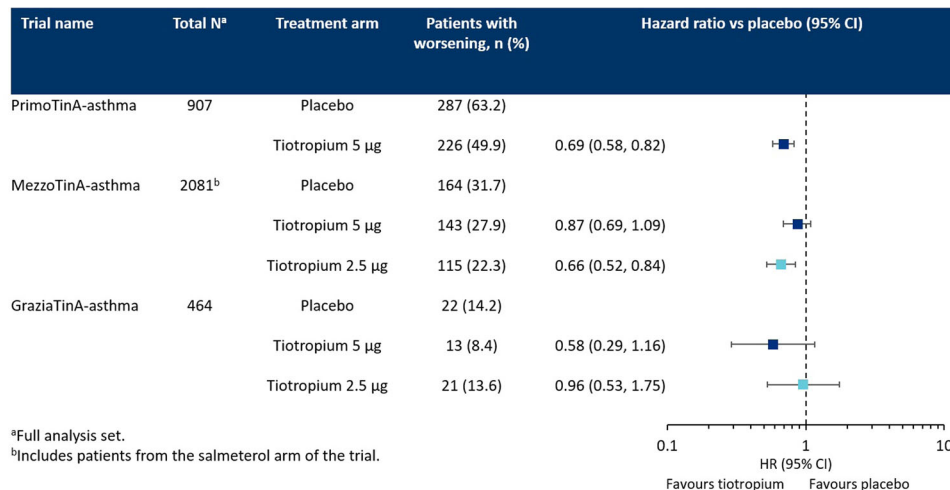 Trial name Total Nᵃ Treatment arm Patients with worsening, n (%) Hazard ratio vs placebo (95% CI)
PrimoTinA-asthma 907 Placebo 287 (63.2)
Tiotropium 5 µg 226 (49.9) 0.69 (0.58, 0.82)
MezzoTinA-asthma 2081ᵇ Placebo 164 (31.7)
Tiotropium 5 µg 143 (27.9) 0.87 (0.69, 1.09)
Tiotropium 2.5 µg 115 (22.3) 0.66 (0.52, 0.84)
GraziaTinA-asthma 464 Placebo 22 (14.2)
Tiotropium 5 µg 13 (8.4) 0.58 (0.29, 1.16)
Tiotropium 2.5 µg 21 (13.6) 0.96 (0.53, 1.75)
ᵃFull analysis set.
ᵇIncludes patients from the salmeterol arm of the trial.
0.1 1 10
HR (95% CI)
Favours tiotropium Favours placebo